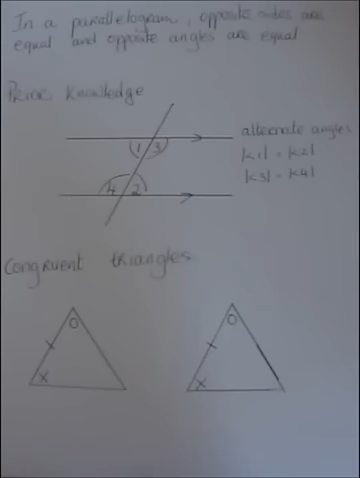 In a parallelogram, opposite sides are
equal and opposite angles are equal
Prior Knowledge
alternate angles
|<1| = |<2|
|<3| = |<4|
1 3
4 2
Congruent triangles
O O
X X